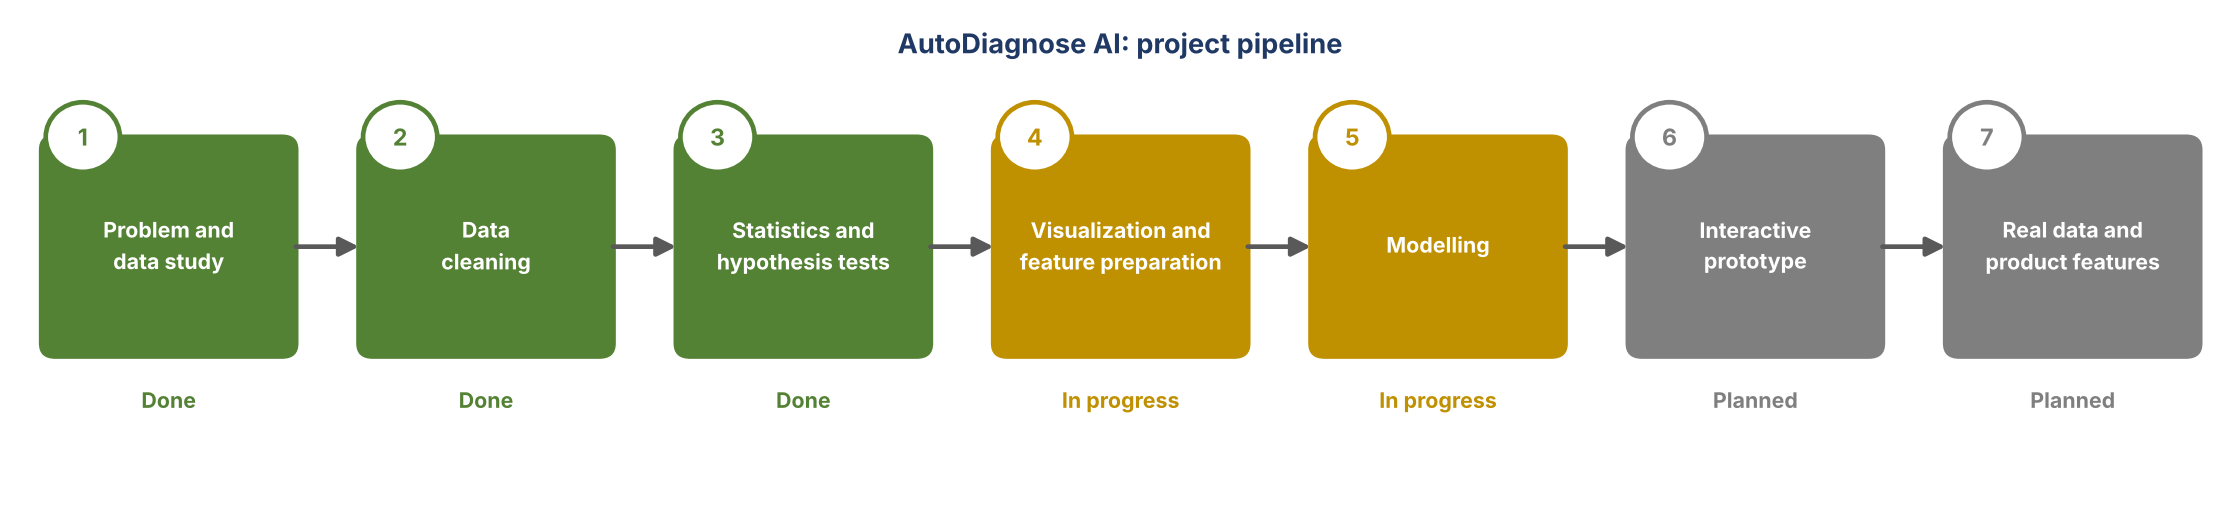 AutoDiagnose AI: project pipeline
1
Problem and
data study
Done
2
Data
cleaning
Done
3
Statistics and
hypothesis tests
Done
4
Visualization and
feature preparation
In progress
5
Modelling
In progress
6
Interactive
prototype
Planned
7
Real data and
product features
Planned